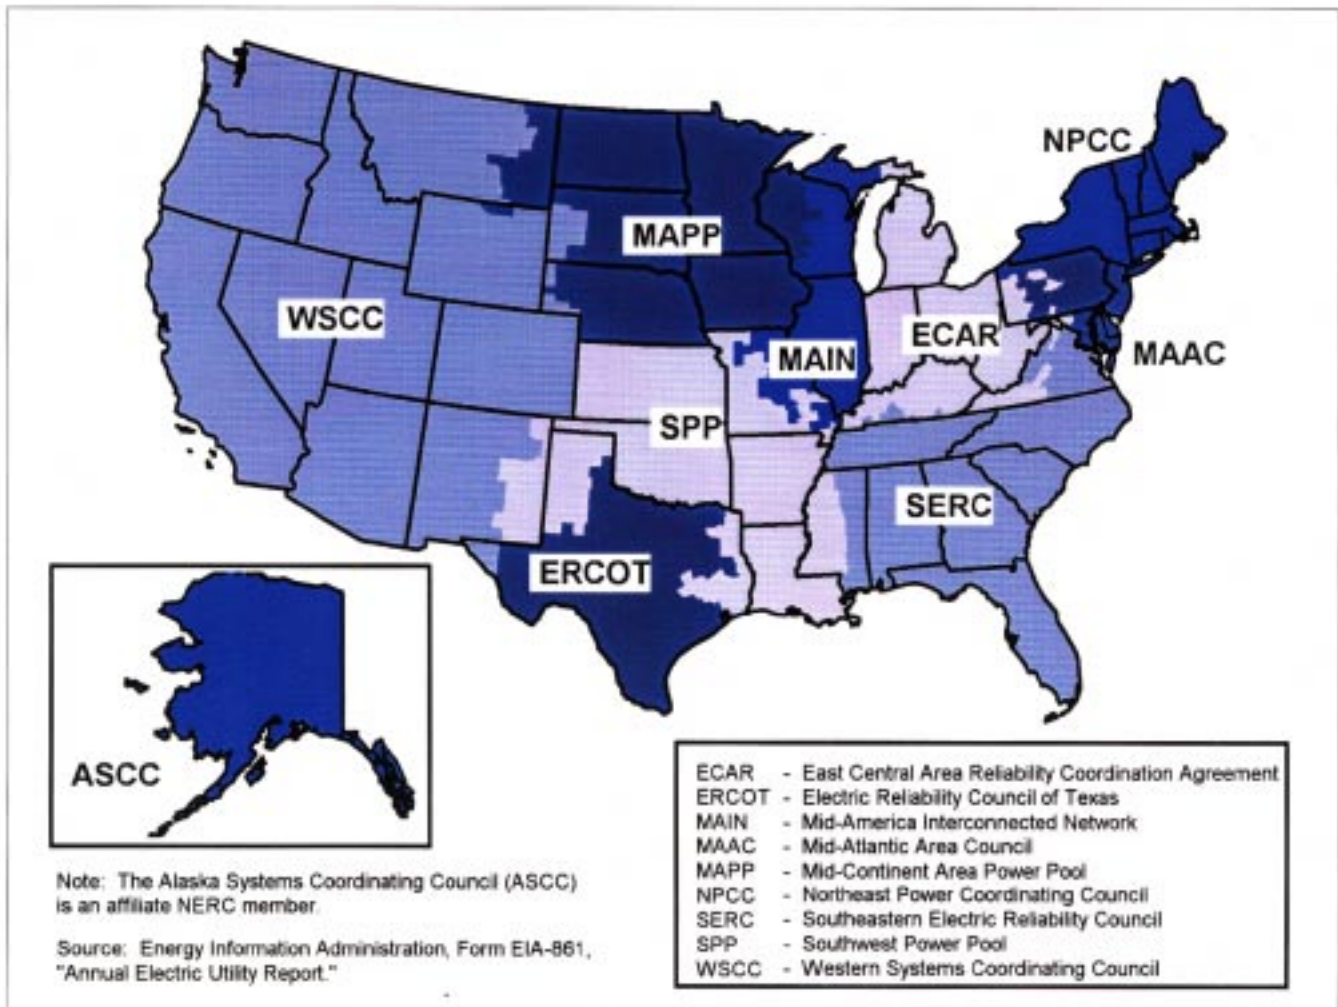 NPCC
MAPP
WSCC
ECAR
MAIN
MAAC
SPP
SERC
ERCOT
ASCC
ECAR - East Central Area Reliability Coordination Agreement
ERCOT - Electric Reliability Council of Texas
MAIN - Mid-America Interconnected Network
MAAC - Mid-Atlantic Area Council
MAPP - Mid-Continent Area Power Pool
NPCC - Northeast Power Coordinating Council
SERC - Southeastern Electric Reliability Council
SPP - Southwest Power Pool
WSCC - Western Systems Coordinating Council
Note: The Alaska Systems Coordinating Council (ASCC)
is an affiliate NERC member.
Source: Energy Information Administration, Form EIA-861,
"Annual Electric Utility Report."